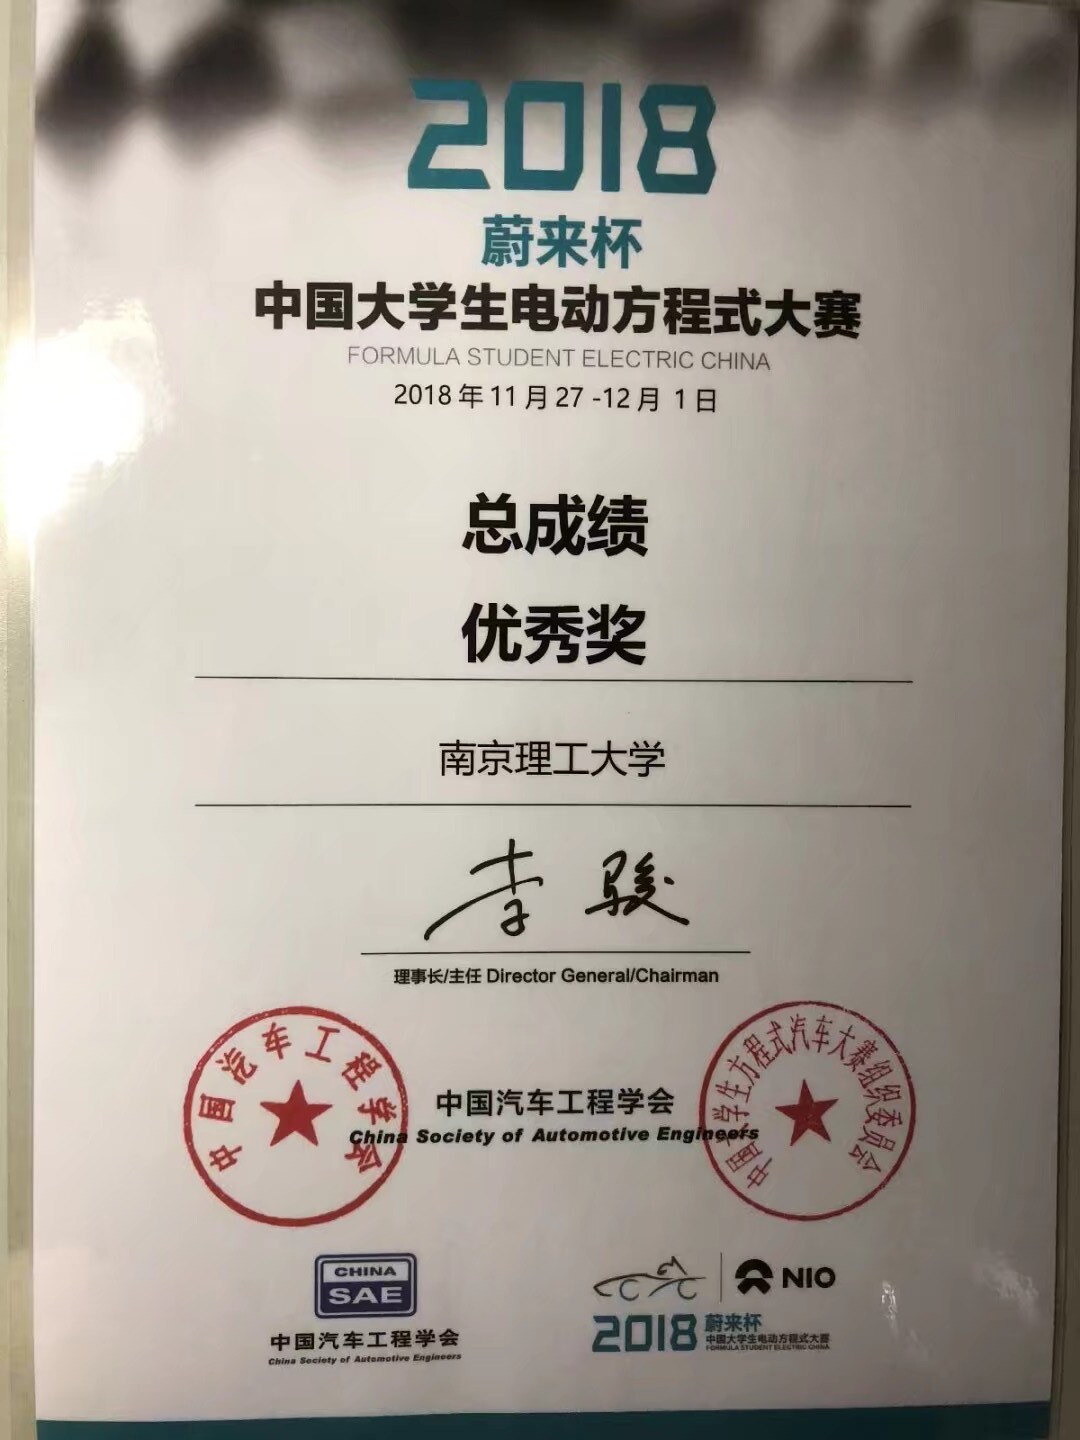 2018
蔚来杯
中国大学生电动方程式大赛
FORMULA STUDENT ELECTRIC CHINA
2018 年 11 月 27 -12 月 1 日
总成绩
优秀奖
南京理工大学
李骏
理事长/主任 Director General/Chairman
中国汽车工程学会
中国汽车工程学会
China Society of Automotive Engineers
中国大学生方程式汽车大赛组织委员会
CHINA
SAE
中国汽车工程学会
China Society of Automotive Engineers
NIO
2018 蔚来杯
中国大学生电动方程式大赛
FORMULA STUDENT ELECTRIC CHINA